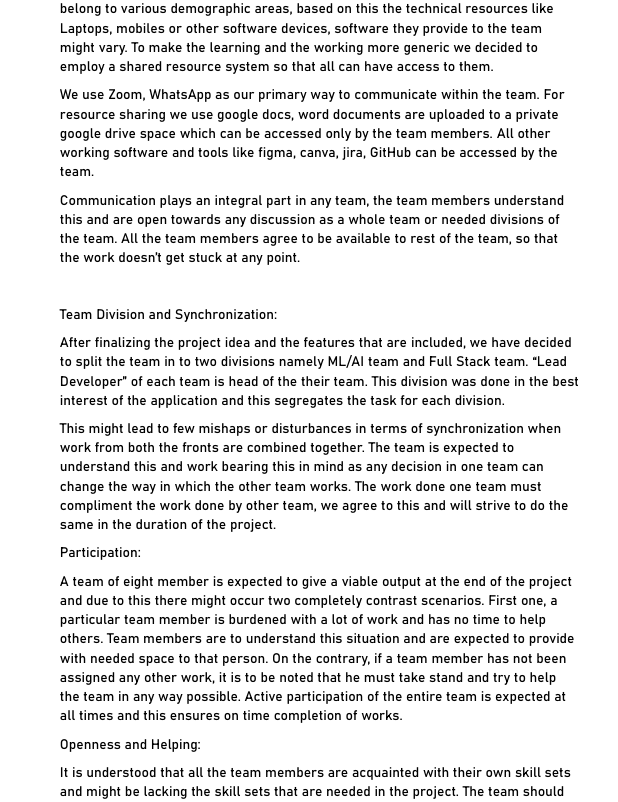 belong to various demographic areas, based on this the technical resources like
Laptops, mobiles or other software devices, software they provide to the team
might vary. To make the learning and the working more generic we decided to
employ a shared resource system so that all can have access to them.
We use Zoom, WhatsApp as our primary way to communicate within the team. For
resource sharing we use google docs, word documents are uploaded to a private
google drive space which can be accessed only by the team members. All other
working software and tools like figma, canva, jira, GitHub can be accessed by the
team.
Communication plays an integral part in any team, the team members understand
this and are open towards any discussion as a whole team or needed divisions of
the team. All the team members agree to be available to rest of the team, so that
the work doesn't get stuck at any point.
Team Division and Synchronization:
After finalizing the project idea and the features that are included, we have decided
to split the team in to two divisions namely ML/AI team and Full Stack team. “Lead
Developer” of each team is head of the their team. This division was done in the best
interest of the application and this segregates the task for each division.
This might lead to few mishaps or disturbances in terms of synchronization when
work from both the fronts are combined together. The team is expected to
understand this and work bearing this in mind as any decision in one team can
change the way in which the other team works. The work done one team must
compliment the work done by other team, we agree to this and will strive to do the
same in the duration of the project.
Participation:
A team of eight member is expected to give a viable output at the end of the project
and due to this there might occur two completely contrast scenarios. First one, a
particular team member is burdened with a lot of work and has no time to help
others. Team members are to understand this situation and are expected to provide
with needed space to that person. On the contrary, if a team member has not been
assigned any other work, it is to be noted that he must take stand and try to help
the team in any way possible. Active participation of the entire team is expected at
all times and this ensures on time completion of works.
Openness and Helping:
It is understood that all the team members are acquainted with their own skill sets
and might be lacking the skill sets that are needed in the project. The team should